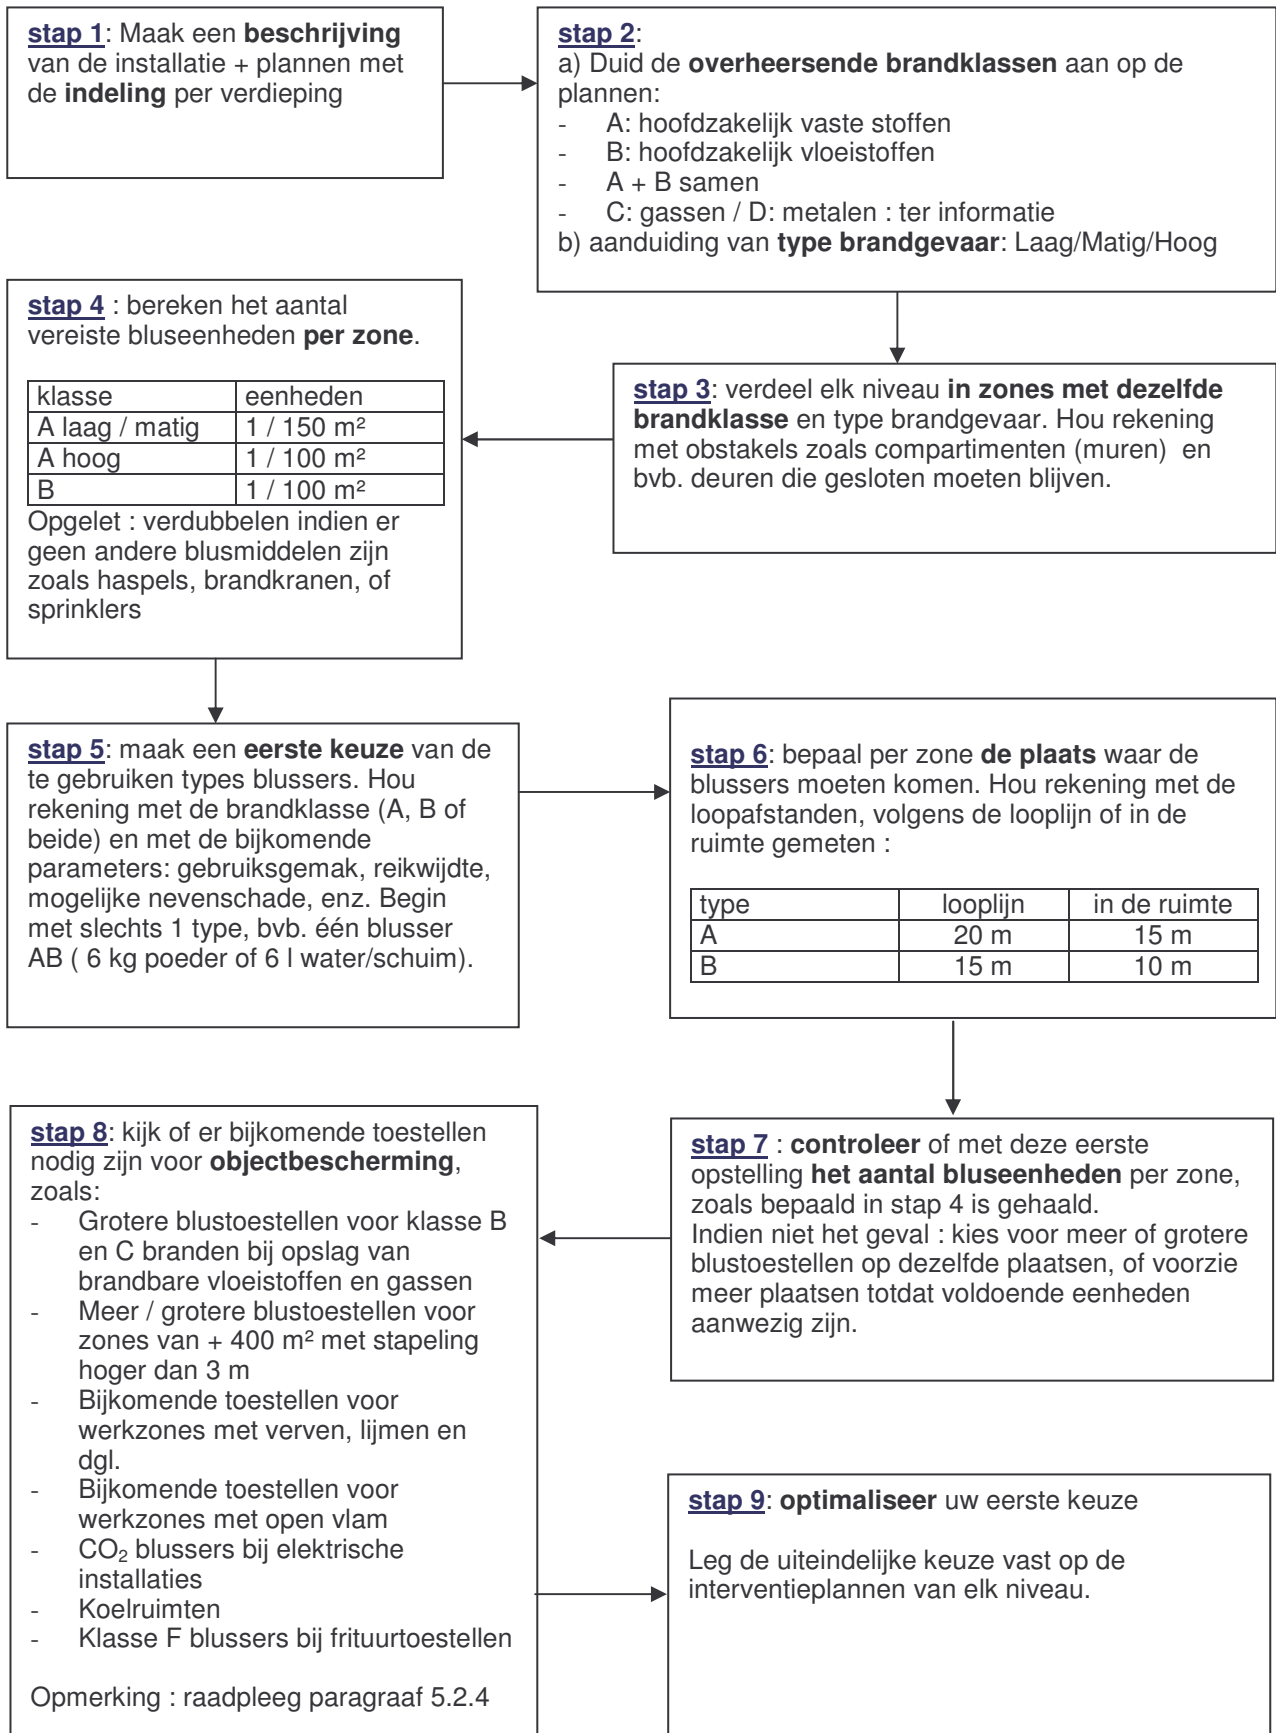 stap 1: Maak een beschrijving
van de installatie + plannen met
de indeling per verdieping
stap 2:
a) Duid de overheersende brandklassen aan op de
plannen:
- A: hoofdzakelijk vaste stoffen
- B: hoofdzakelijk vloeistoffen
- A + B samen
- C: gassen / D: metalen : ter informatie
b) aanduiding van type brandgevaar: Laag/Matig/Hoog
stap 3: verdeel elk niveau in zones met dezelfde
brandklasse en type brandgevaar. Hou rekening
met obstakels zoals compartimenten (muren) en
bvb. deuren die gesloten moeten blijven.
stap 4 : bereken het aantal
vereiste bluseenheden per zone.
klasse eenheden
A laag / matig 1 / 150 m²
A hoog 1 / 100 m²
B 1 / 100 m²
Opgelet : verdubbelen indien er
geen andere blusmiddelen zijn
zoals haspels, brandkranen, of
sprinklers
stap 5: maak een eerste keuze van de
te gebruiken types blussers. Hou
rekening met de brandklasse (A, B of
beide) en met de bijkomende
parameters: gebruiksgemak, reikwijdte,
mogelijke nevenschade, enz. Begin
met slechts 1 type, bvb. één blusser
AB ( 6 kg poeder of 6 l water/schuim).
stap 6: bepaal per zone de plaats waar de
blussers moeten komen. Hou rekening met de
loopafstanden, volgens de looplijn of in de
ruimte gemeten :
type looplijn in de ruimte
A 20 m 15 m
B 15 m 10 m
stap 7 : controleer of met deze eerste
opstelling het aantal bluseenheden per zone,
zoals bepaald in stap 4 is gehaald.
Indien niet het geval : kies voor meer of grotere
blustoestellen op dezelfde plaatsen, of voorzie
meer plaatsen totdat voldoende eenheden
aanwezig zijn.
stap 8: kijk of er bijkomende toestellen
nodig zijn voor objectbescherming,
zoals:
- Grotere blustoestellen voor klasse B
en C branden bij opslag van
brandbare vloeistoffen en gassen
- Meer / grotere blustoestellen voor
zones van + 400 m² met stapeling
hoger dan 3 m
- Bijkomende toestellen voor
werkzones met verven, lijmen en
dgl.
- Bijkomende toestellen voor
werkzones met open vlam
- CO₂ blussers bij elektrische
installaties
- Koelruimten
- Klasse F blussers bij frituurtoestellen
Opmerking : raadpleeg paragraaf 5.2.4
stap 9: optimaliseer uw eerste keuze
Leg de uiteindelijke keuze vast op de
interventieplannen van elk niveau.